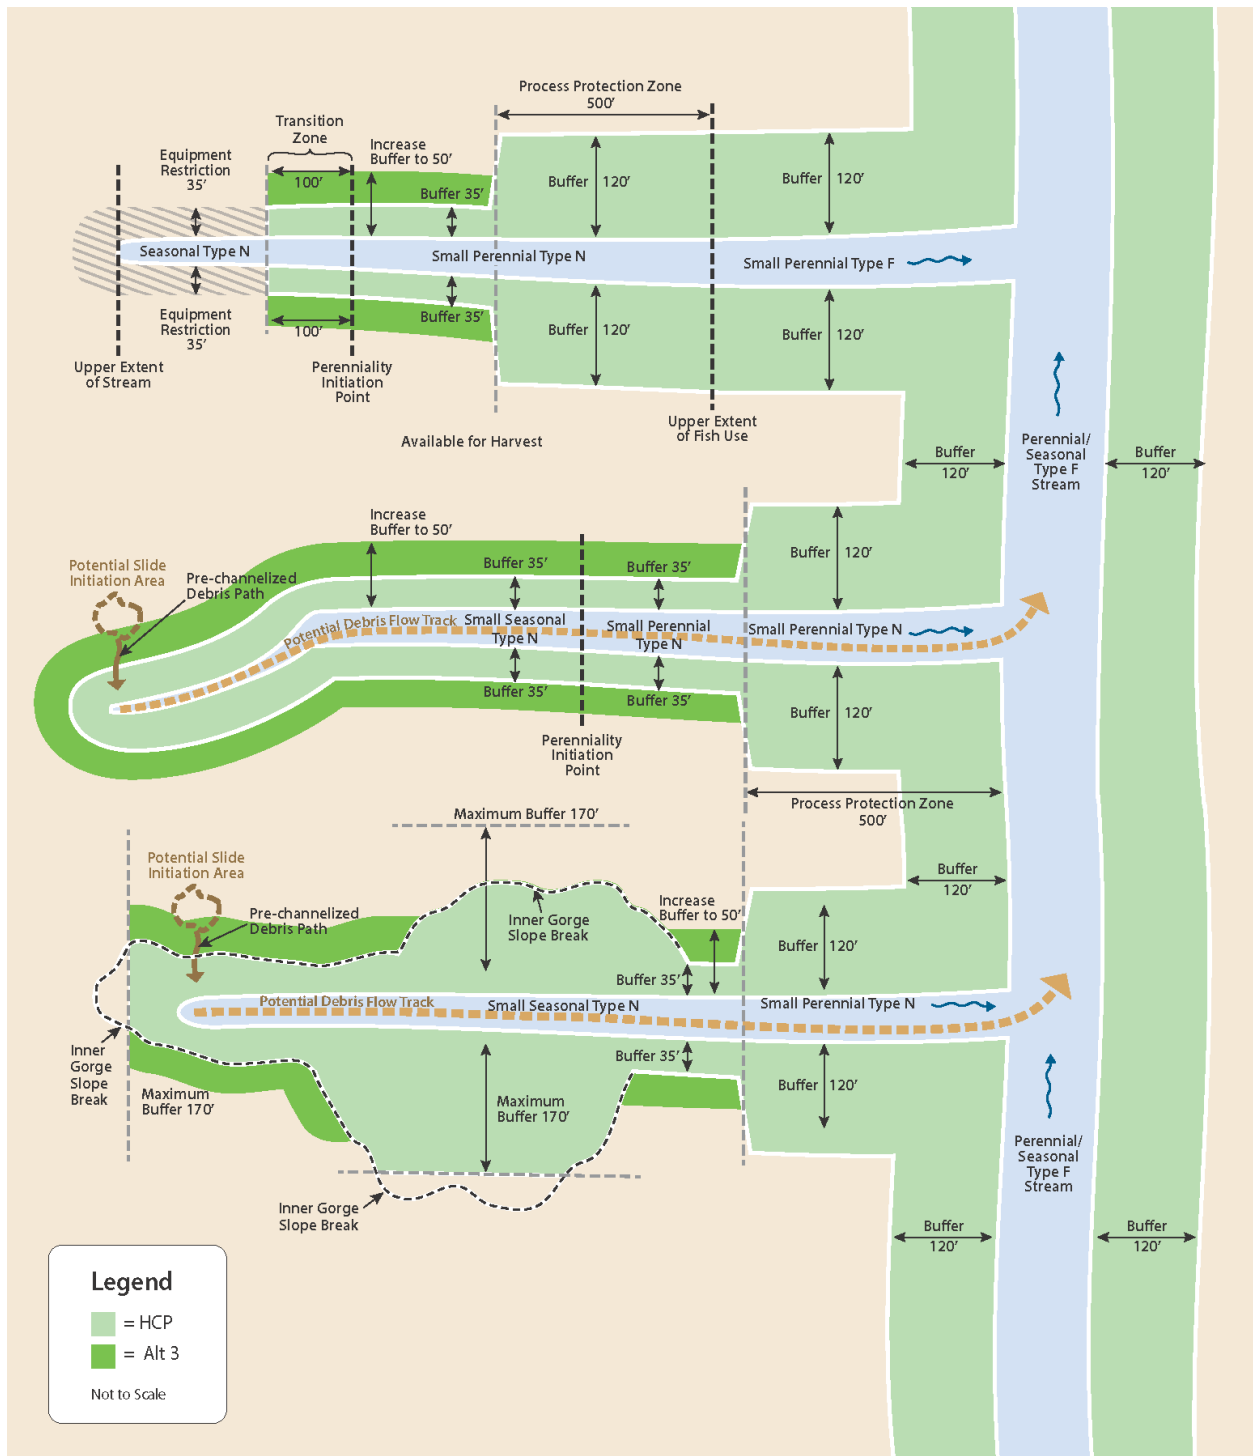 Process Protection Zone
500’
Transition
Zone
Increase
Buffer to 50’
Equipment
Restriction
35’
100’
Buffer 35’
Buffer
120’
Buffer
120’
Seasonal Type N
Small Perennial Type N
Small Perennial Type F
Equipment
Restriction
35’
100’
Buffer 35’
Buffer
120’
Buffer
120’
Upper Extent
of Stream
Perenniality
Initiation
Point
Upper Extent
of Fish Use
Available for Harvest
Buffer
120’
Perennial/
Seasonal
Type F
Stream
Buffer
120’
Increase
Buffer to 50’
Potential Slide
Initiation Area
Pre-channelized
Debris Path
Buffer 35’
Buffer 35’
Buffer
120’
Potential Debris Flow Track
Small Seasonal
Type N
Small Perennial
Type N
Small Perennial Type N
Buffer 35’
Buffer 35’
Buffer
120’
Perenniality
Initiation
Point
Process Protection Zone
500’
Maximum Buffer 170’
Potential Slide
Initiation Area
Buffer
120’
Pre-channelized
Debris Path
Inner Gorge
Slope Break
Increase
Buffer to 50’
Buffer
120’
Buffer 35’
Potential Debris Flow Track
Small Seasonal Type N
Small Perennial Type N
Inner
Gorge
Slope
Break
Buffer 35’
Maximum
Buffer 170’
Maximum
Buffer 170’
Buffer
120’
Perennial/
Seasonal
Type F
Stream
Inner Gorge
Slope Break
Buffer
120’
Buffer
120’
Legend
= HCP
= Alt 3
Not to Scale